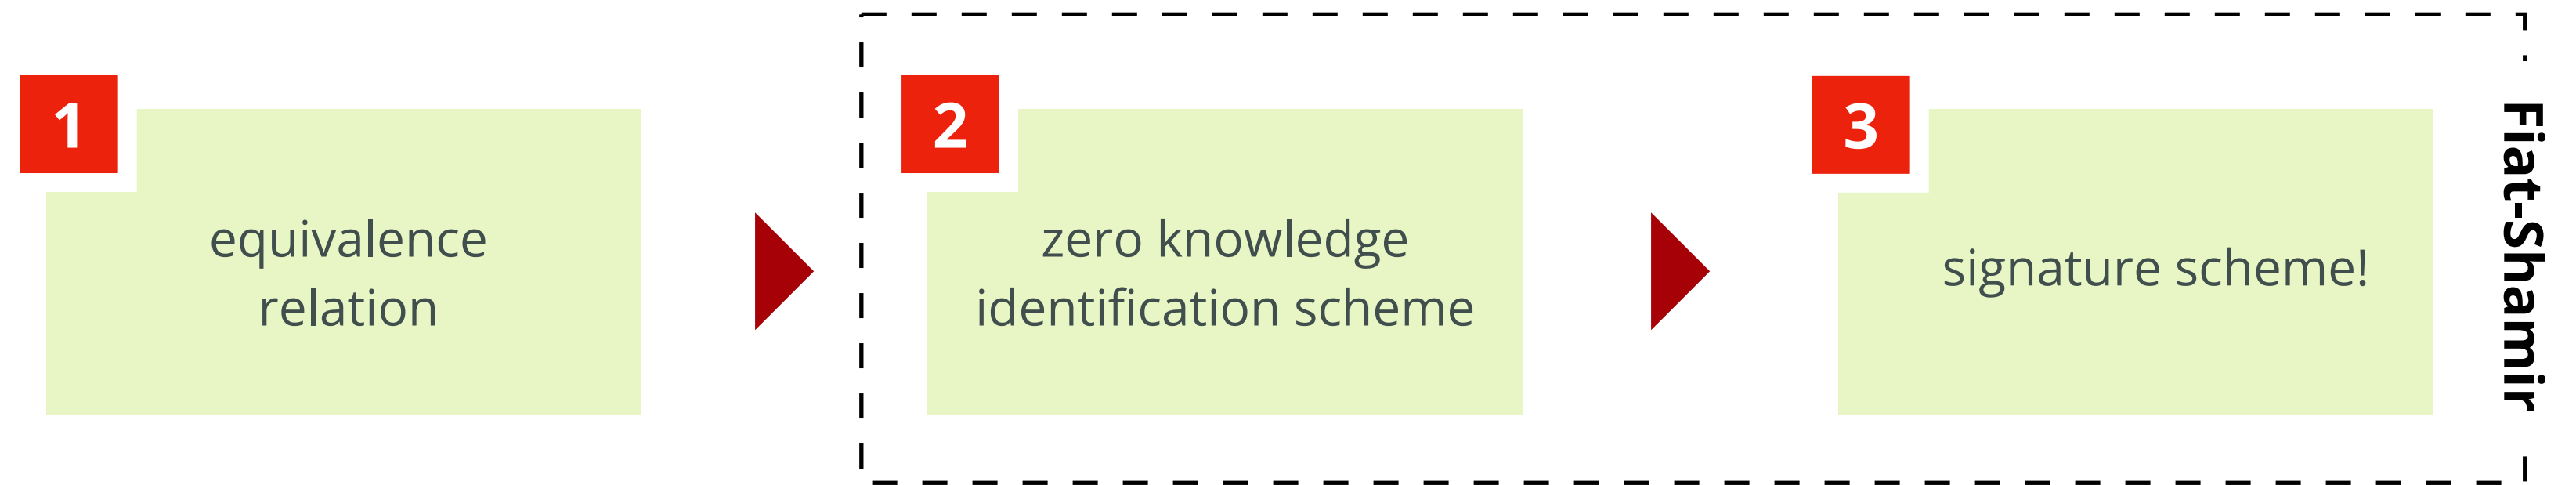 1
equivalence
relation
2
zero knowledge
identification scheme
3
signature scheme!
Fiat-Shamir